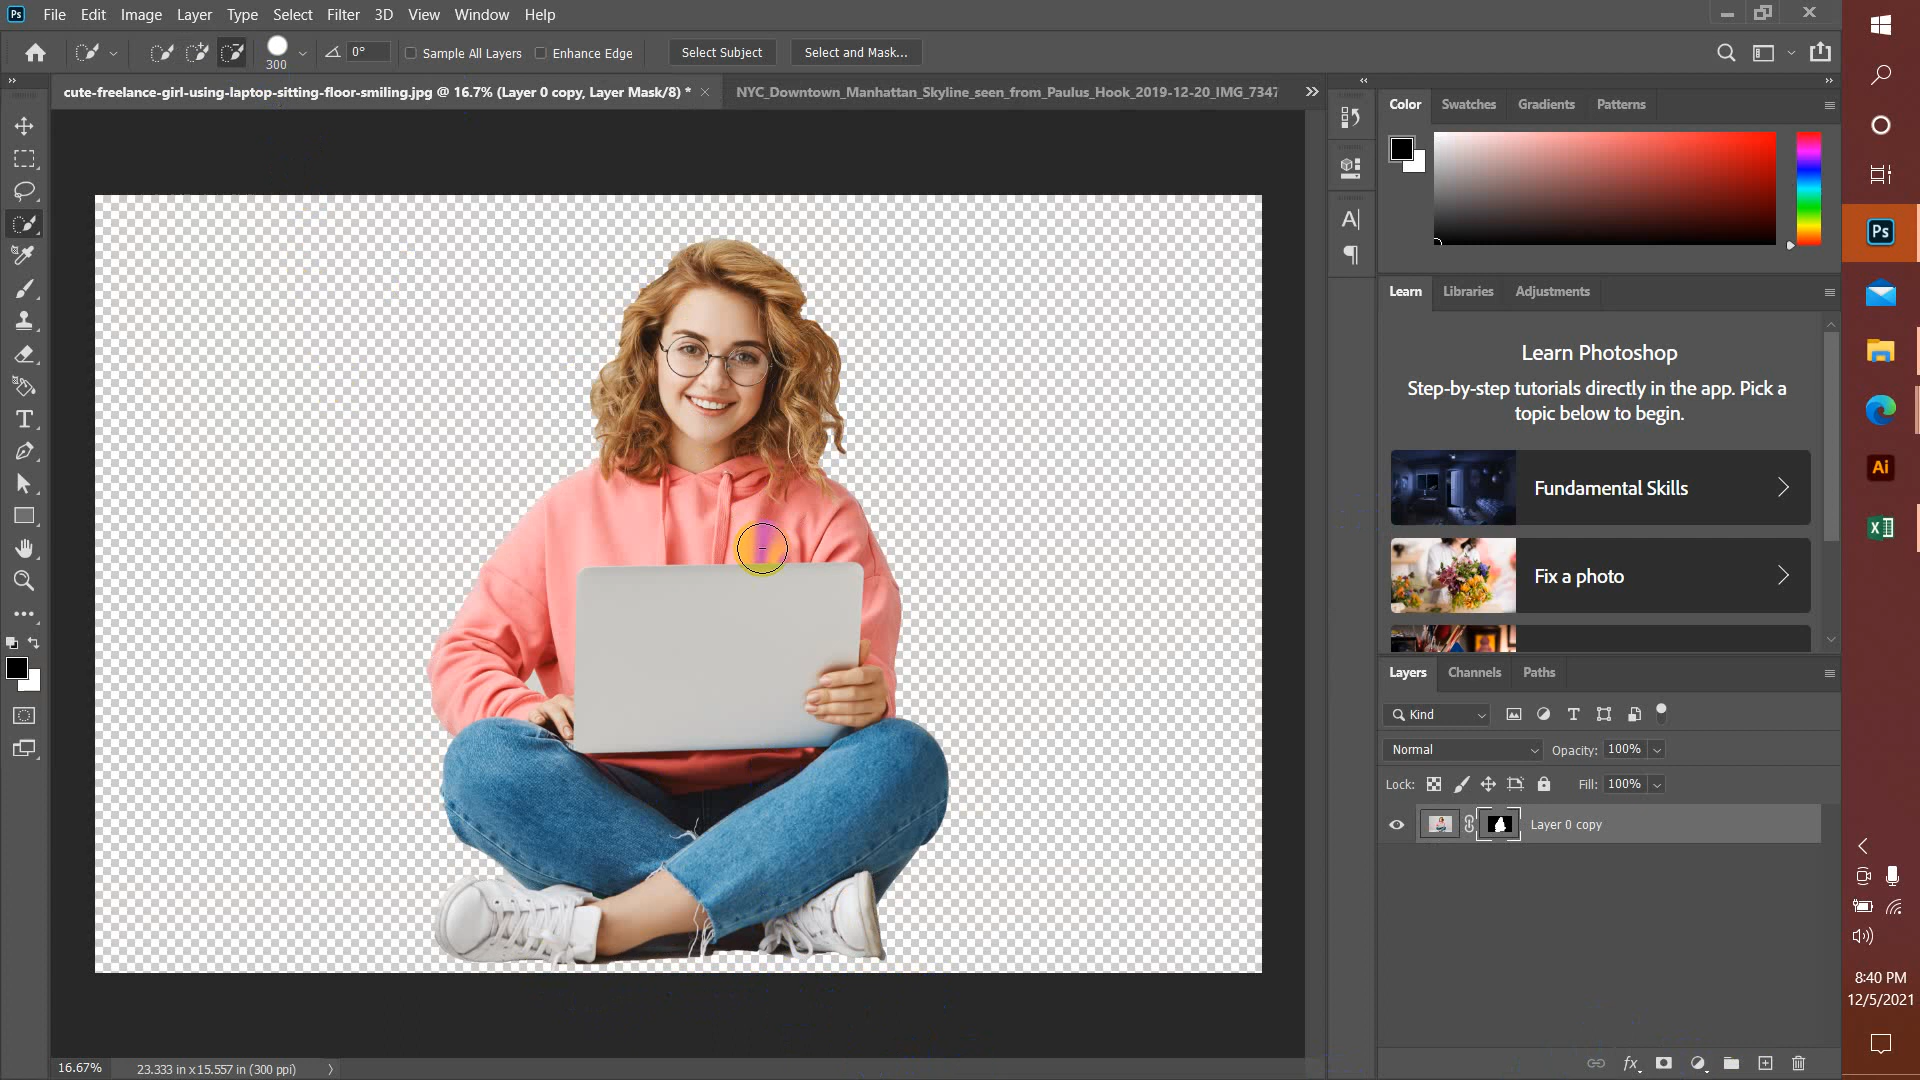 Ps File Edit Image Layer Type Select Filter 3D View Window Help
300 0° Sample All Layers Enhance Edge Select Subject Select and Mask...
cute-freelance-girl-using-laptop-sitting-floor-smiling.jpg @ 16.7% (Layer 0 copy, Layer Mask/8) * NYC_Downtown_Manhattan_Skyline_seen_from_Paulus_Hook_2019-12-20_IMG_7347
Color Swatches Gradients Patterns
Ps
Learn Libraries Adjustments
Learn Photoshop
Step-by-step tutorials directly in the app. Pick a
topic below to begin.
Ai
Fundamental Skills
Fix a photo
Layers Channels Paths
Kind
Normal Opacity: 100%
Lock: Fill: 100%
Layer 0 copy
8:40 PM
12/5/2021
fx
16.67% 23.333 in x 15.557 in (300 ppi)